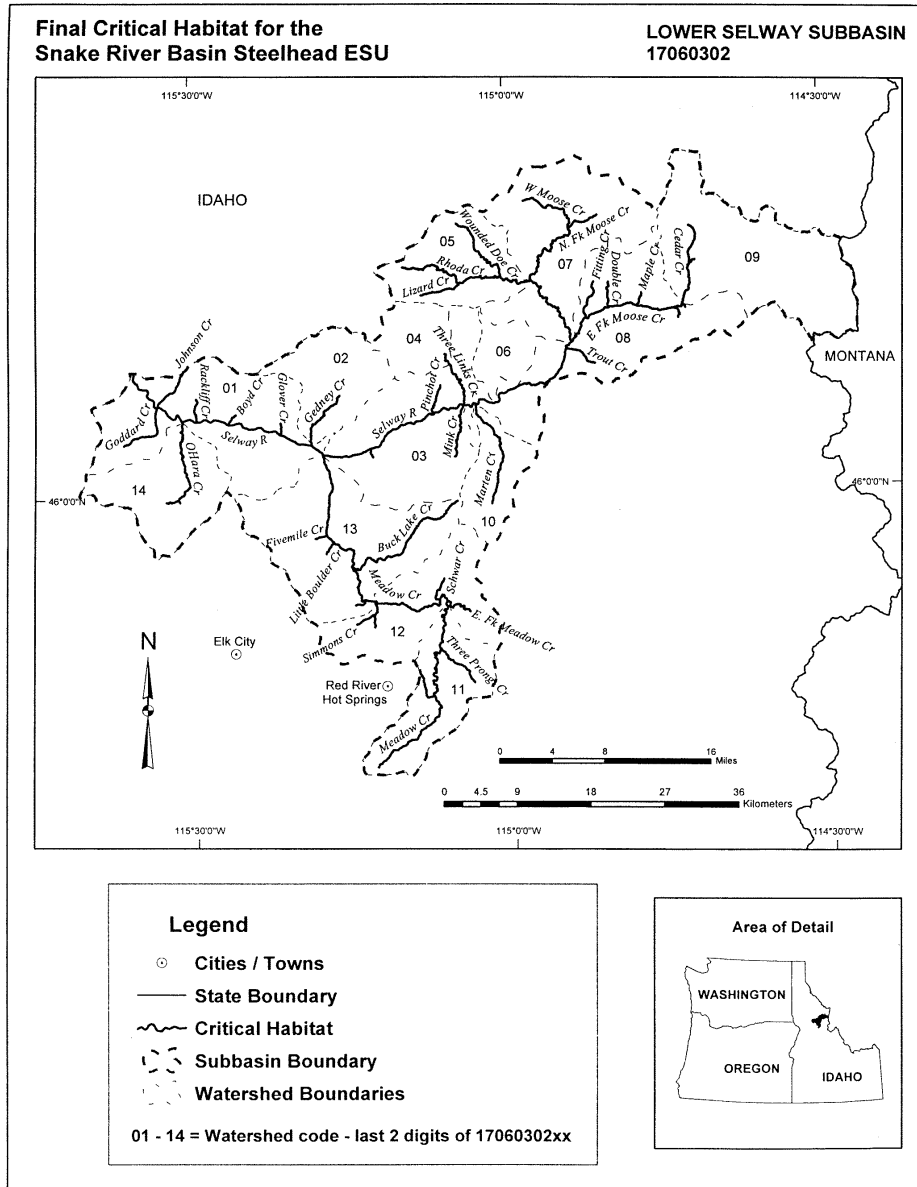 Final Critical Habitat for the
Snake River Basin Steelhead ESU
LOWER SELWAY SUBBASIN
17060302
115°30'0"W
115°0'0"W
114°30'0"W
IDAHO
MONTANA
W Moose Cr
N. Fk Moose Cr
Wounded Doe Cr
05
Rhoda Cr
Lizard Cr
07
Fitting Cr
Double Cr
Maple Cr
Cedar Cr
09
E Fk Moose Cr
08
Trout Cr
04
Three Links Ck
06
02
Pinchot Cr
Johnson Cr
01
Rackliff Cr
Boyd Cr
Glover Cr
Gedney Cr
Selway R
Goddard Cr
Selway R
OHara Cr
03
Mink Cr
Marten Cr
14
46°0'0"N
46°0'0"N
10
13
Fivemile Cr
Buck Lake Cr
Little Boulder Cr
Meadow Cr
Schwar Cr
E. Fk Meadow Cr
12
Simmons Cr
Three Prong Cr
11
Meadow Cr
Elk City
Red River
Hot Springs
N
0 4 8 16
Miles
0 4.5 9 18 27 36
Kilometers
115°30'0"W
115°0'0"W
114°30'0"W
Legend
Cities / Towns
State Boundary
Critical Habitat
Subbasin Boundary
Watershed Boundaries
01 - 14 = Watershed code - last 2 digits of 17060302xx
Area of Detail
WASHINGTON
OREGON
IDAHO